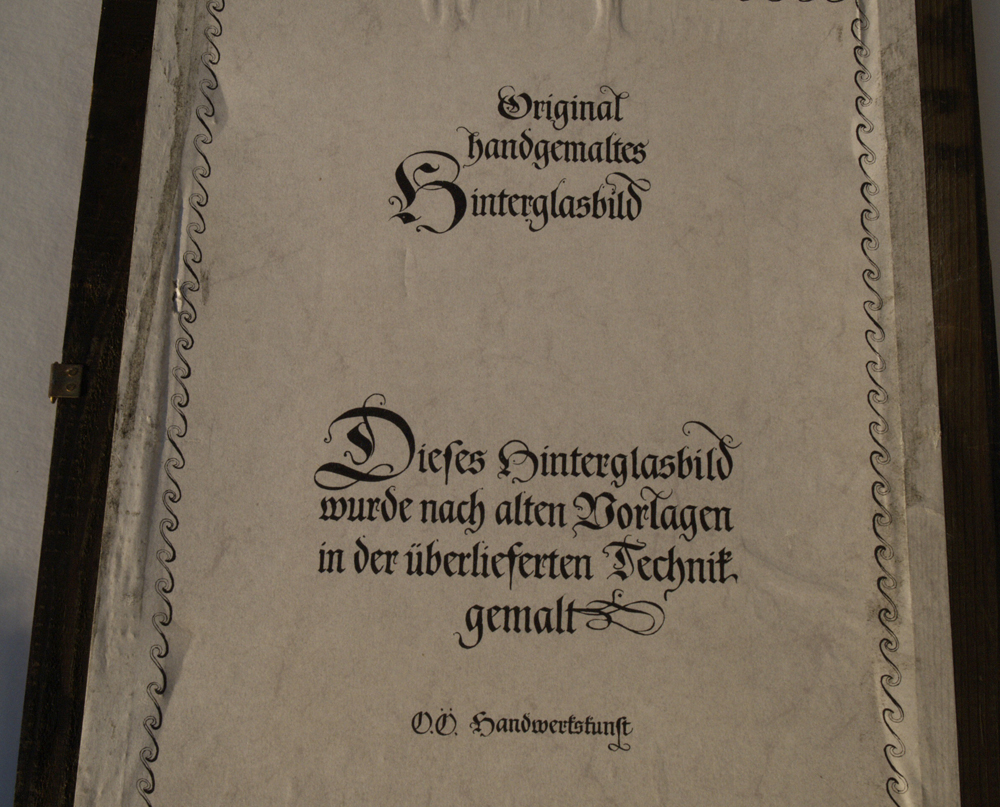 Original
handgemaltes
Hinterglasbild
Dieſes Hinterglasbild
wurde nach alten Vorlagen
in der überlieferten Technik
gemalt
O.Ö. Handwerkskunſt